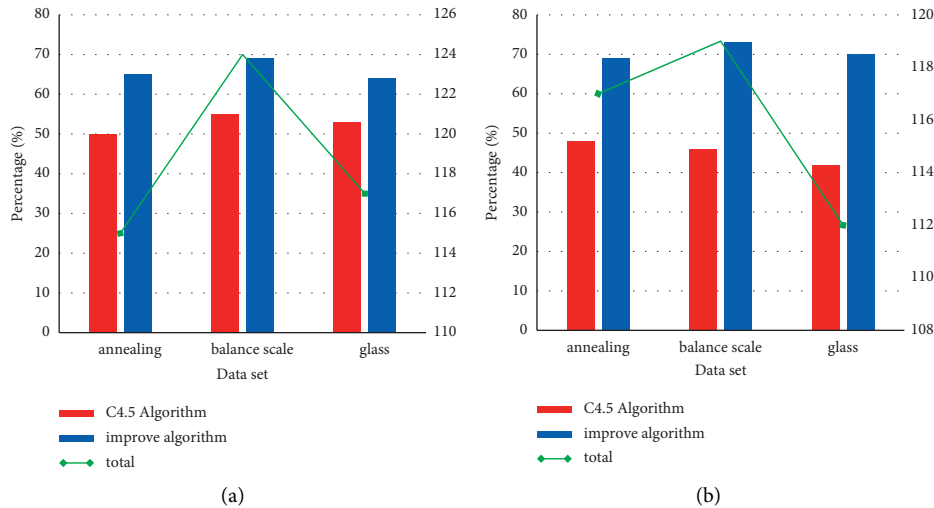 80
70
60
50
40
30
20
10
0
Percentage (%)
126
124
122
120
118
116
114
112
110
annealing balance scale glass
Data set
C4.5 Algorithm
improve algorithm
total
(a)
80
70
60
50
40
30
20
10
0
Percentage (%)
120
118
116
114
112
110
108
annealing balance scale glass
Data set
C4.5 Algorithm
improve algorithm
total
(b)